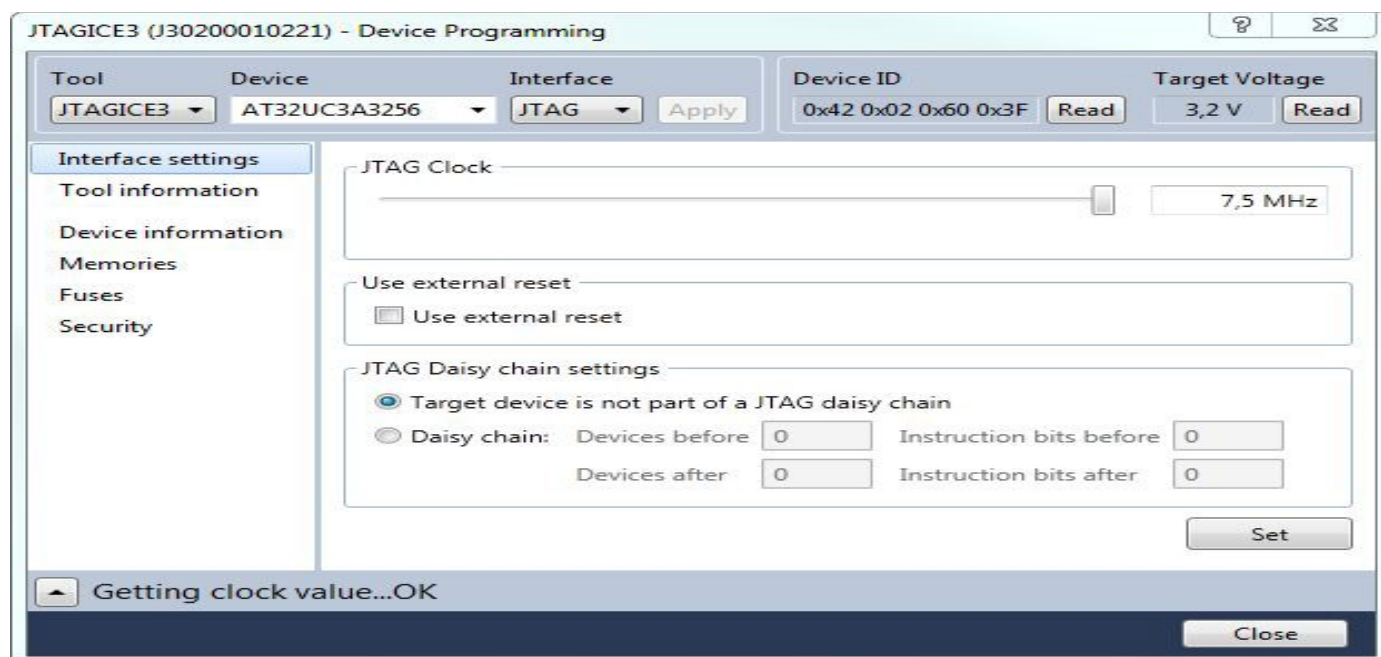 JTAGICE3 (J30200010221) - Device Programming
Tool Device Interface Device ID Target Voltage
JTAGICE3 AT32UC3A3256 JTAG Apply 0x42 0x02 0x60 0x3F Read 3,2 V Read
Interface settings
Tool information
Device information
Memories
Fuses
Security
JTAG Clock
7,5 MHz
Use external reset
Use external reset
JTAG Daisy chain settings
Target device is not part of a JTAG daisy chain
Daisy chain: Devices before 0 Instruction bits before 0
Devices after 0 Instruction bits after 0
Set
Getting clock value...OK
Close